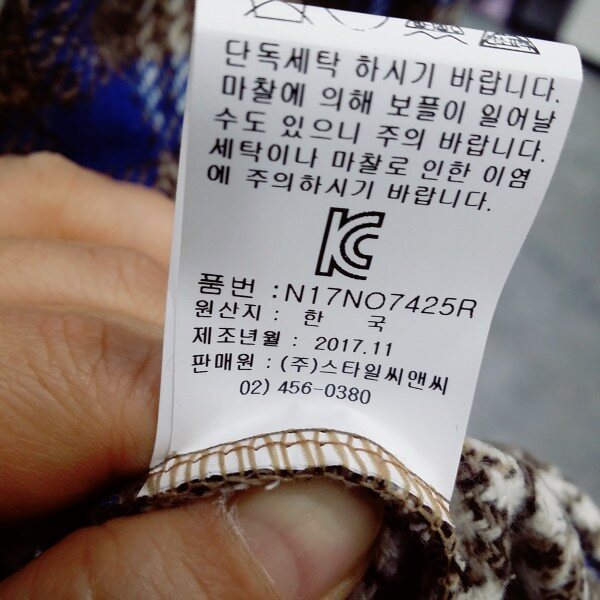 단독세탁 하시기 바랍니다.
마찰에 의해 보풀이 일어날
수도 있으니 주의 바랍니다.
세탁이나 마찰로 인한 이염
에 주의하시기 바랍니다.
KC
품번 : N17NO7425R
원산지 : 한 국
제조년월 : 2017.11
판매원 : (주)스타일씨앤씨
02) 456-0380